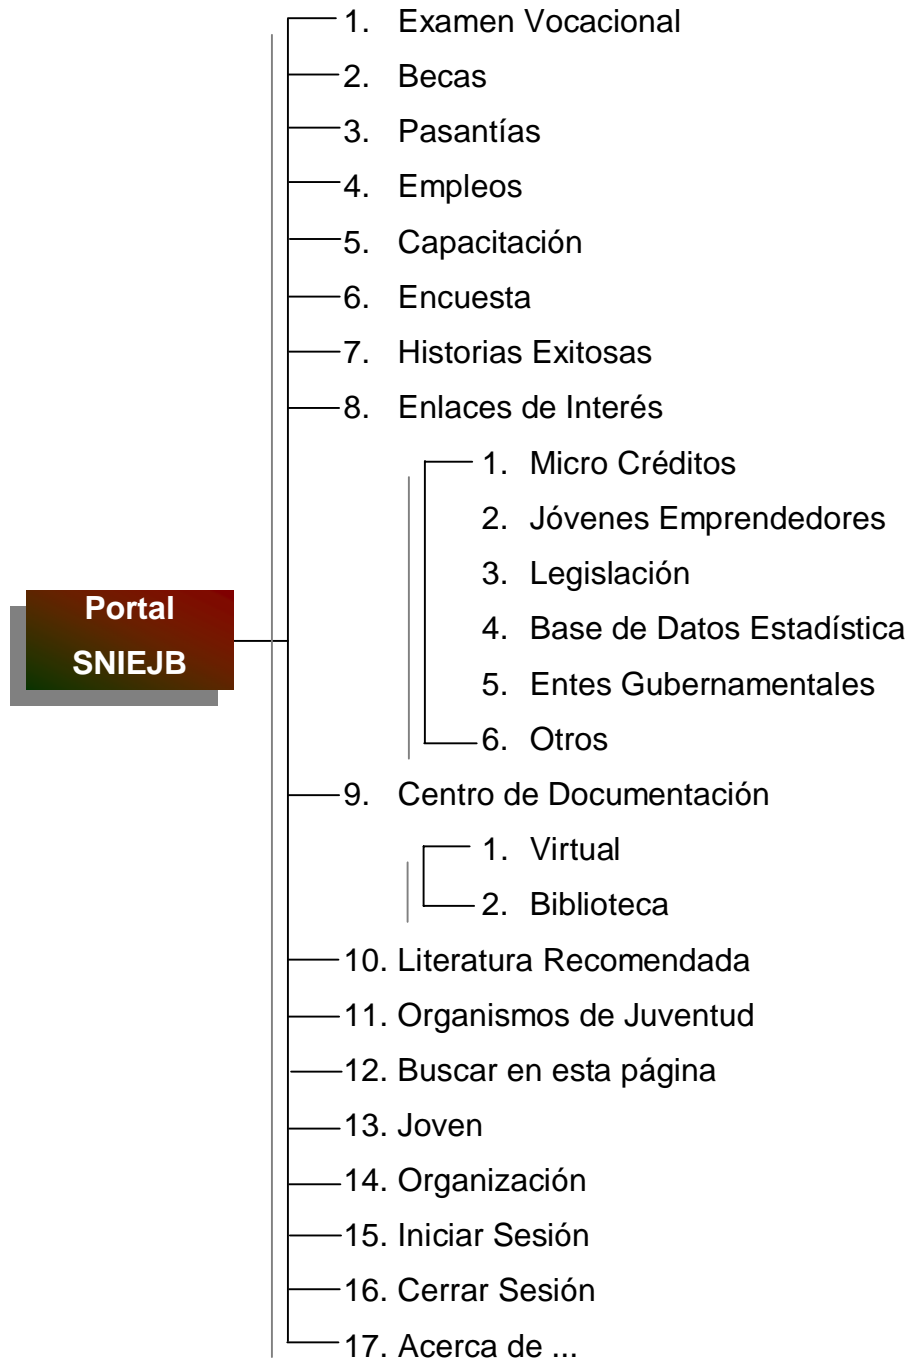 1. Examen Vocacional
2. Becas
3. Pasantías
4. Empleos
5. Capacitación
6. Encuesta
7. Historias Exitosas
8. Enlaces de Interés
1. Micro Créditos
2. Jóvenes Emprendedores
3. Legislación
4. Base de Datos Estadística
5. Entes Gubernamentales
6. Otros
Portal
SNIEJB
9. Centro de Documentación
1. Virtual
2. Biblioteca
10. Literatura Recomendada
11. Organismos de Juventud
12. Buscar en esta página
13. Joven
14. Organización
15. Iniciar Sesión
16. Cerrar Sesión
17. Acerca de ...